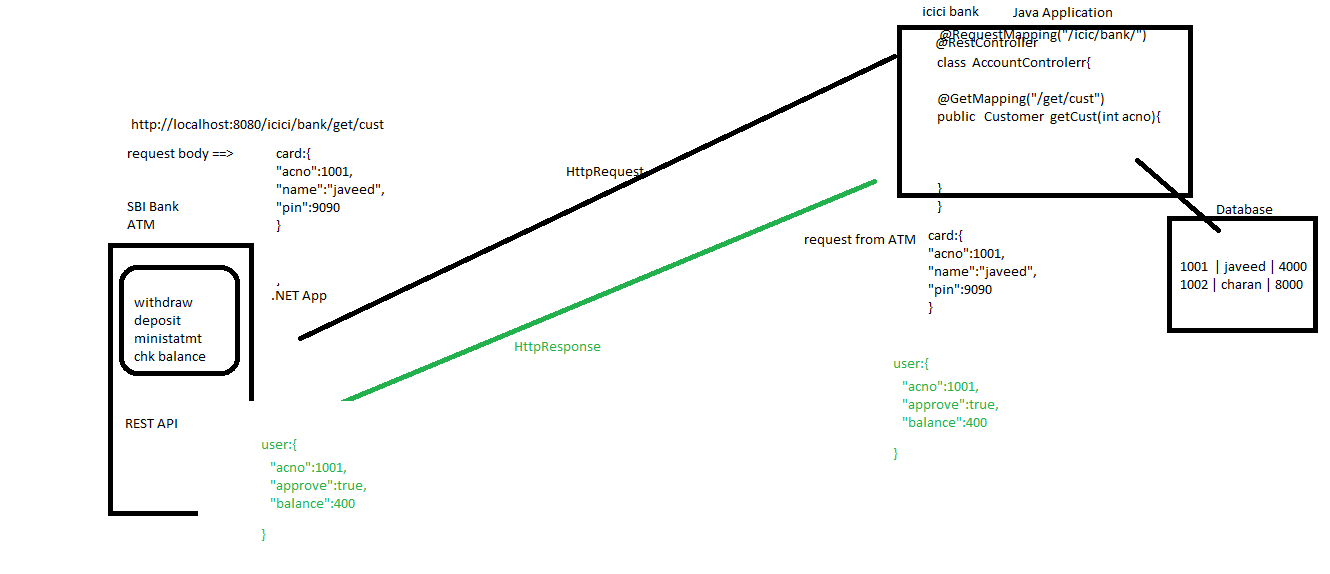 icici bank
Java Application
@RequestMapping("/icic/bank/")
@RestController
class AccountControlerr{
@GetMapping("/get/cust")
public Customer getCust(int acno){
}
}
http://localhost:8080/icici/bank/get/cust
request body ==>
card:{
"acno":1001,
"name":"javeed",
"pin":9090
}
SBI Bank
ATM
.NET App
withdraw
deposit
ministatmt
chk balance
REST API
HttpRequest
HttpResponse
user:{
"acno":1001,
"approve":true,
"balance":400
}
request from ATM
card:{
"acno":1001,
"name":"javeed",
"pin":9090
}
user:{
"acno":1001,
"approve":true,
"balance":400
}
Database
1001 | javeed | 4000
1002 | charan | 8000